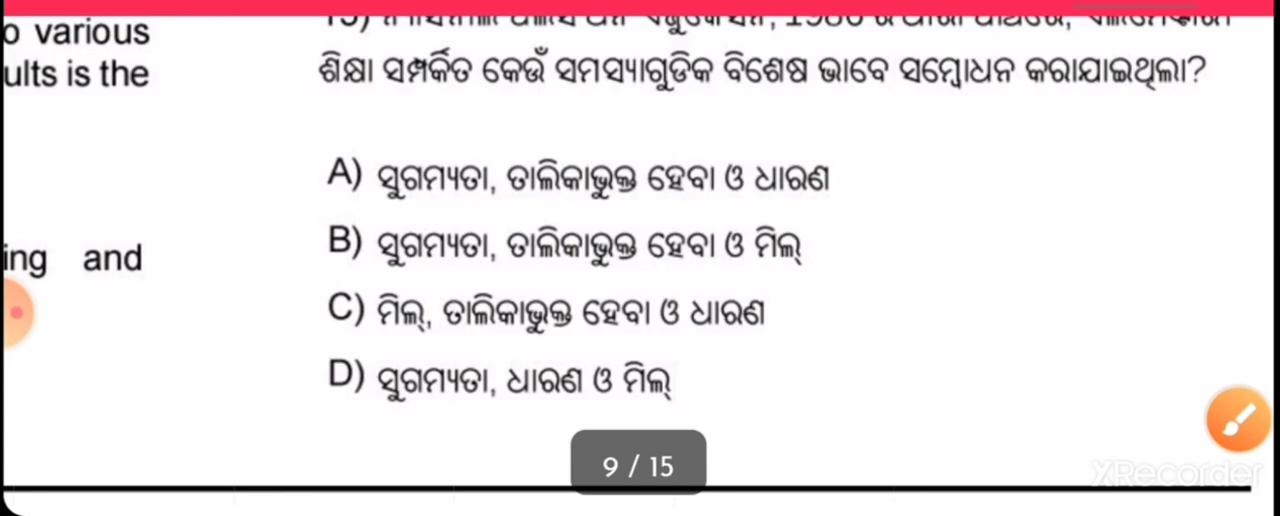 o various
ults is the
ing and
ଶିକ୍ଷା ସମ୍ପର୍କିତ କେଉଁ ସମସ୍ୟାଗୁଡିକ ବିଶେଷ ଭାବେ ସମ୍ବୋଧନ କରାଯାଇଥିଲା?
A) ସୁଗମ୍ୟତା, ତାଲିକାଭୁକ୍ତ ହେବା ଓ ଧାରଣ
B) ସୁଗମ୍ୟତା, ତାଲିକାଭୁକ୍ତ ହେବା ଓ ମିଲ୍
C) ମିଲ୍, ତାଲିକାଭୁକ୍ତ ହେବା ଓ ଧାରଣ
D) ସୁଗମ୍ୟତା, ଧାରଣ ଓ ମିଲ୍
9 / 15
XRecorder